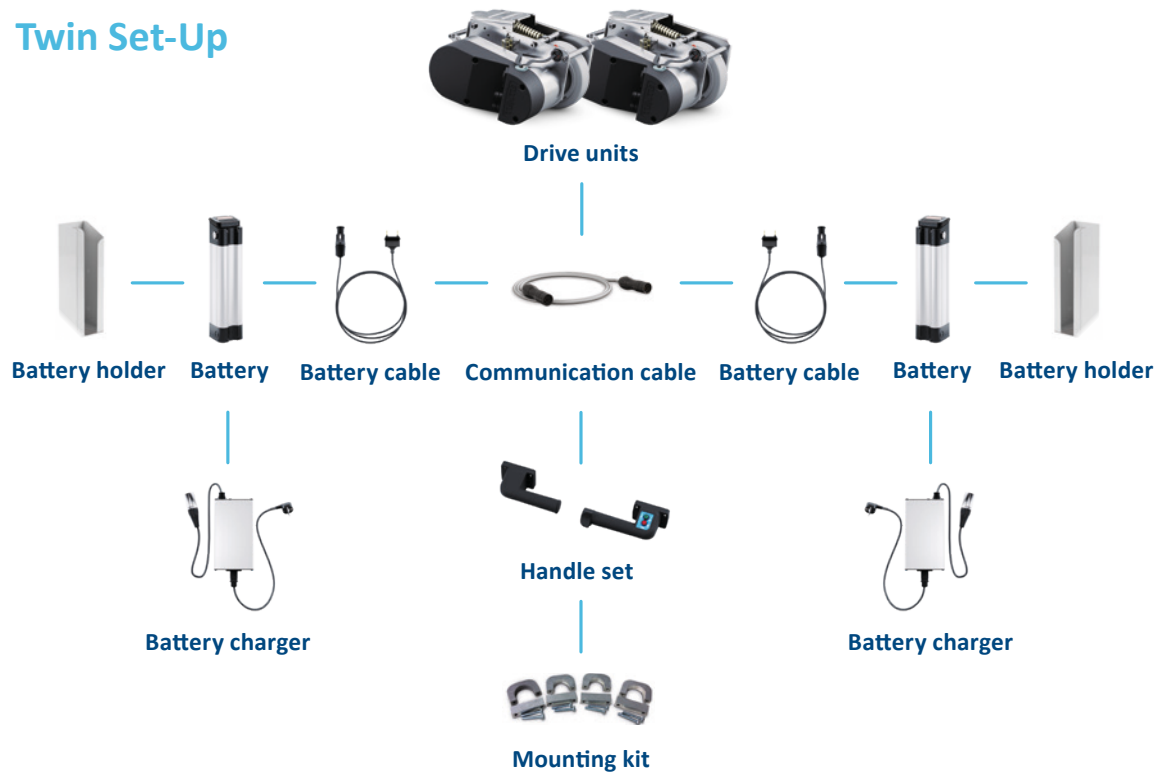 Twin Set-Up
Drive units
Battery holder
Battery
Battery cable
Communication cable
Battery cable
Battery
Battery holder
Battery charger
Handle set
Battery charger
Mounting kit